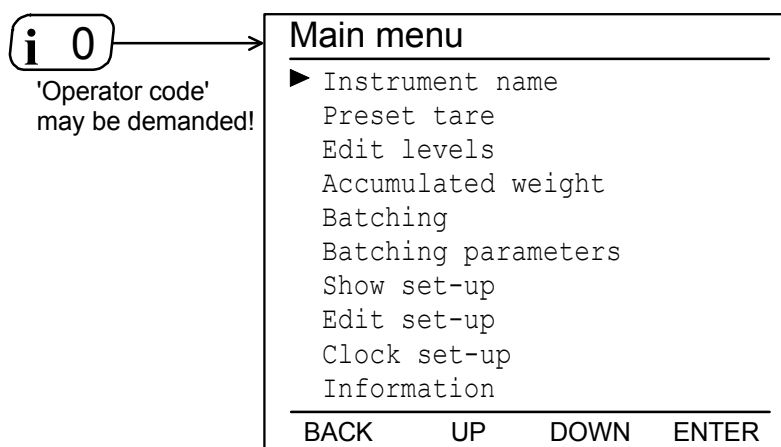 i 0
'Operator code'
may be demanded!
Main menu
Instrument name
Preset tare
Edit levels
Accumulated weight
Batching
Batching parameters
Show set-up
Edit set-up
Clock set-up
Information
BACK UP DOWN ENTER